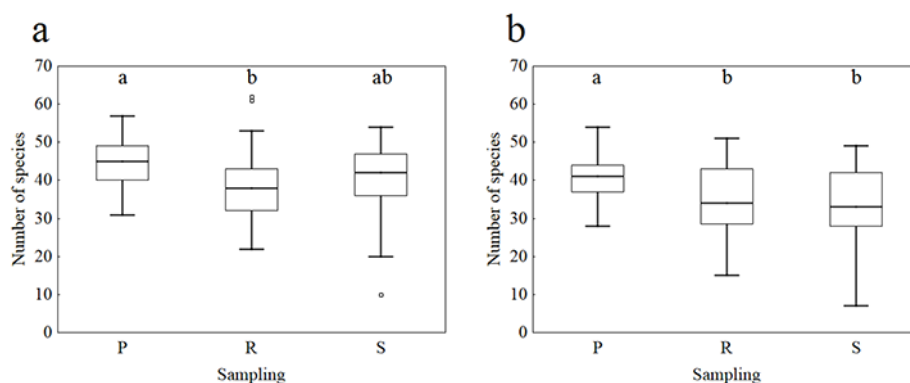 a
b
70
60
50
40
30
20
10
0
Number of species
a b ab
P R S
Sampling
70
60
50
40
30
20
10
0
Number of species
a b b
P R S
Sampling